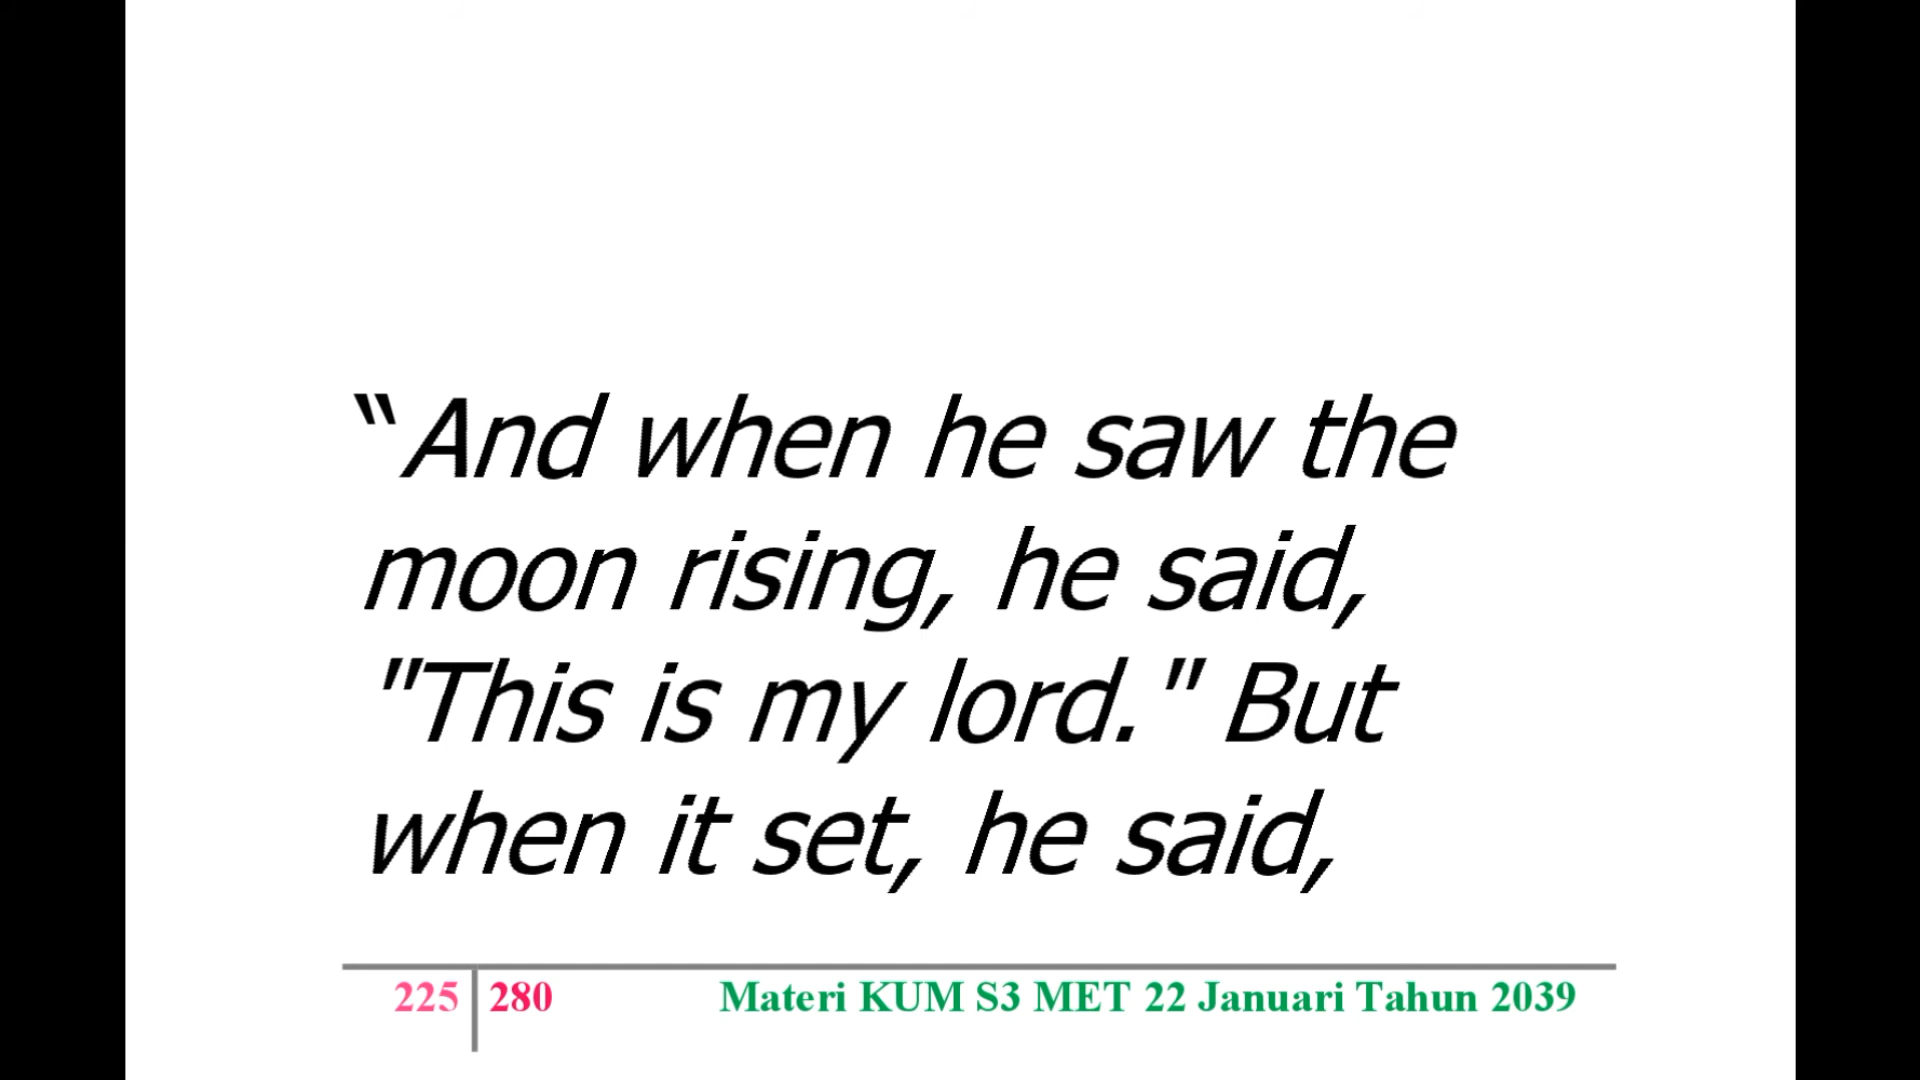 “And when he saw the
moon rising, he said,
"This is my lord." But
when it set, he said,
225 280 Materi KUM S3 MET 22 Januari Tahun 2039